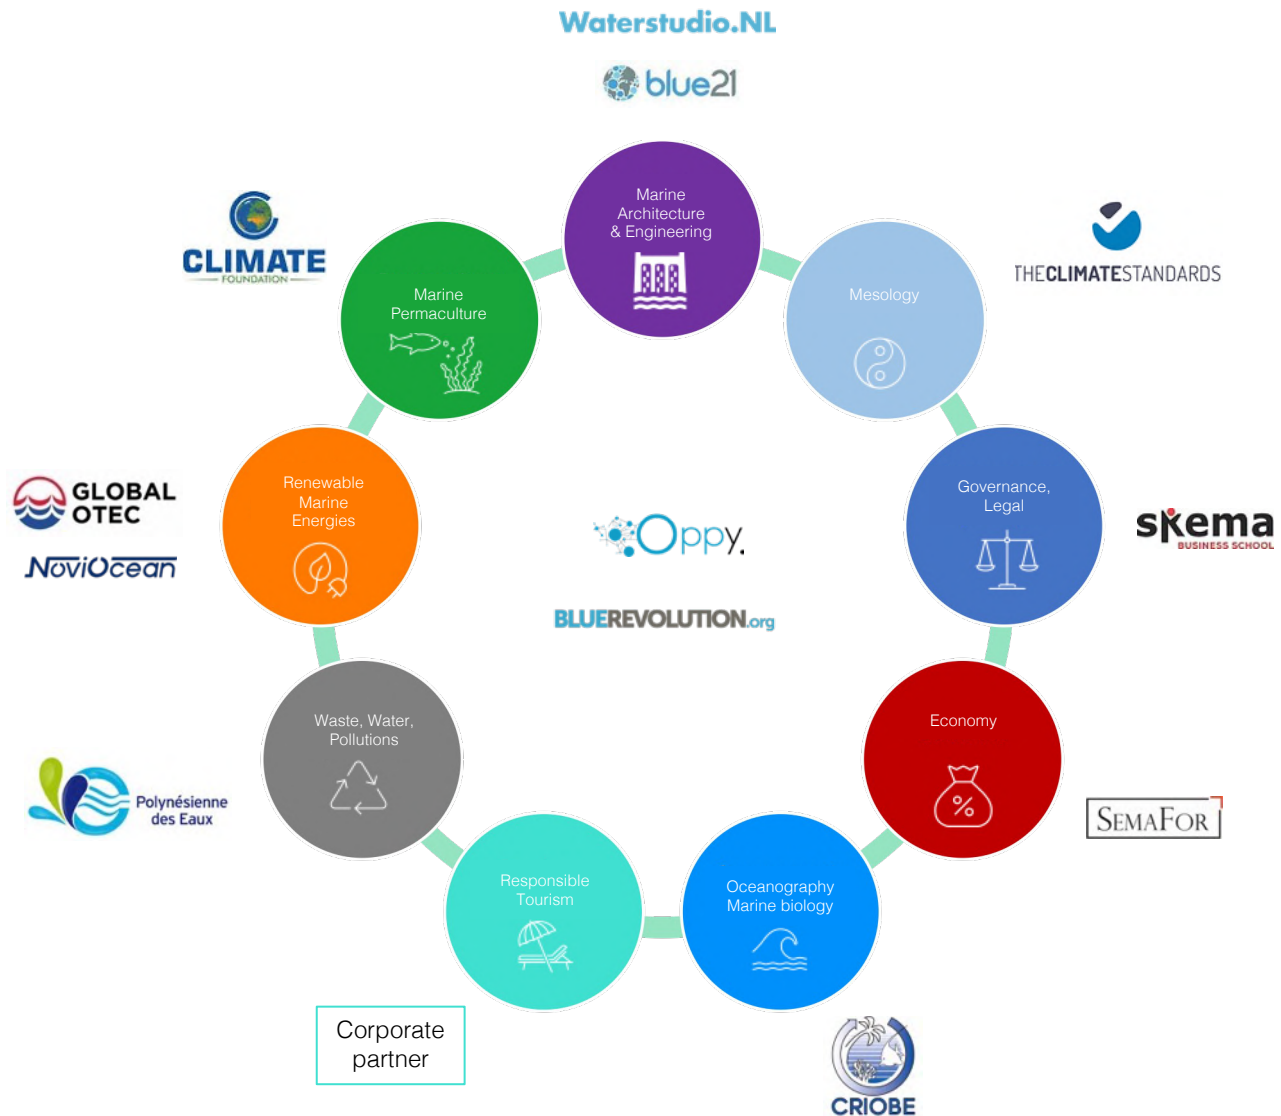 Waterstudio.NL
blue21
Marine
Architecture
& Engineering
CLIMATE
FOUNDATION
THECLIMATESTANDARDS
Marine
Permaculture
Mesology
GLOBAL
OTEC
NoviOcean
Renewable
Marine
Energies
Governance,
Legal
skema
BUSINESS SCHOOL
Oppy.
BLUEREVOLUTION.org
Waste, Water,
Pollutions
Economy
%
Polynésienne
des Eaux
SEMAFOR
Responsible
Tourism
Oceanography
Marine biology
Corporate
partner
CRIOBE